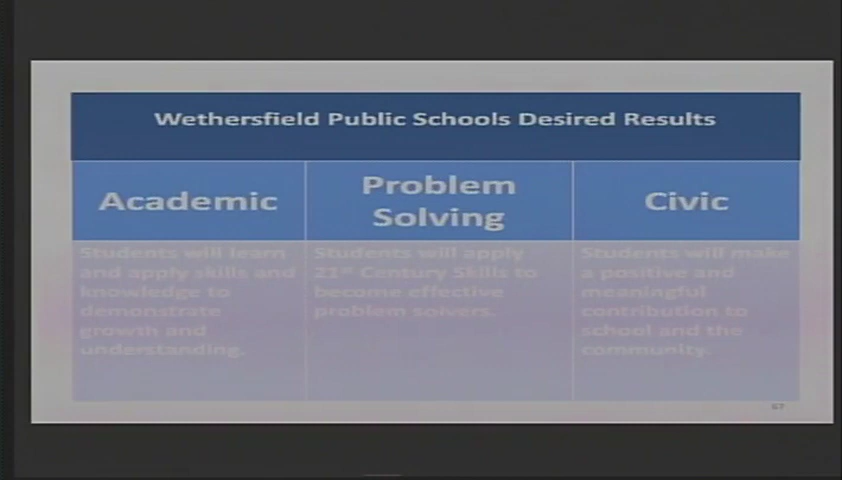 Wethersfield Public Schools Desired Results
Academic
Problem
Solving
Civic
Students will learn
and apply skills and
knowledge to
demonstrate
growth and
understanding.
Students will apply
21st Century Skills to
become effective
problem solvers.
Students will make
a positive and
meaningful
contribution to
school and the
community.
67